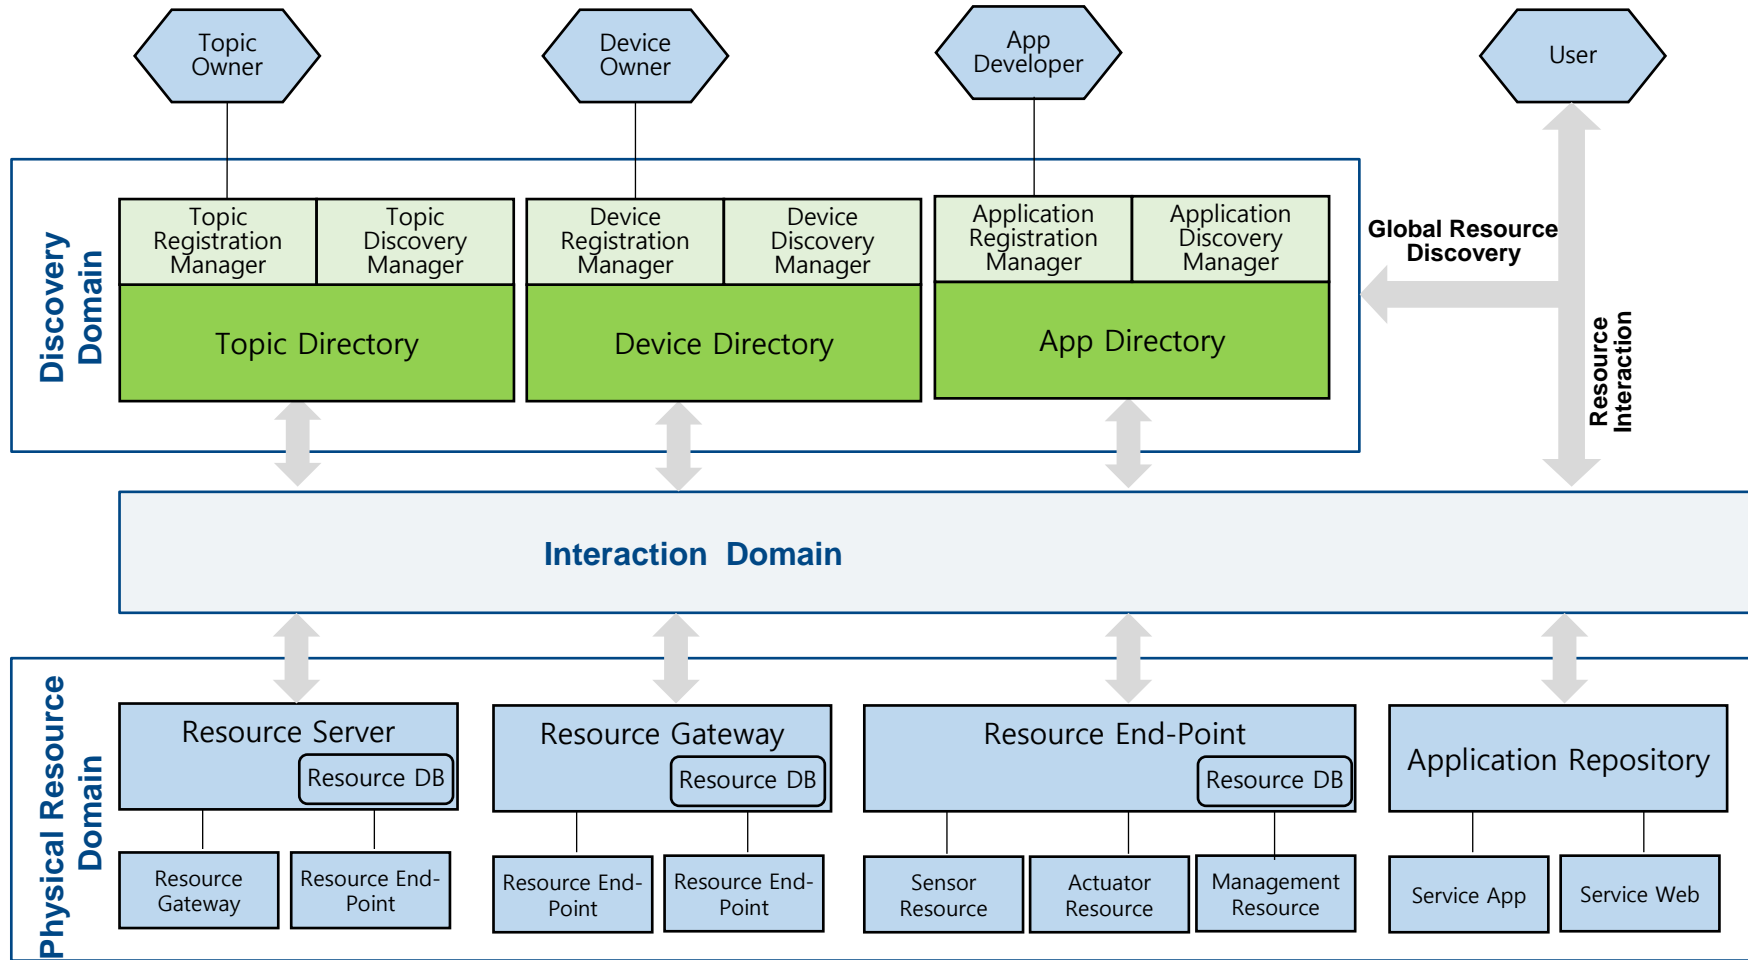 Topic
Owner
Device
Owner
App
Developer
User
Discovery
Domain
Topic
Registration
Manager
Topic
Discovery
Manager
Device
Registration
Manager
Device
Discovery
Manager
Application
Registration
Manager
Application
Discovery
Manager
Topic Directory
Device Directory
App Directory
Global Resource
Discovery
Resource
Interaction
Interaction Domain
Physical Resource
Domain
Resource Server
Resource DB
Resource Gateway
Resource DB
Resource End-Point
Resource DB
Application Repository
Resource
Gateway
Resource End-
Point
Resource End-
Point
Resource End-
Point
Sensor
Resource
Actuator
Resource
Management
Resource
Service App
Service Web